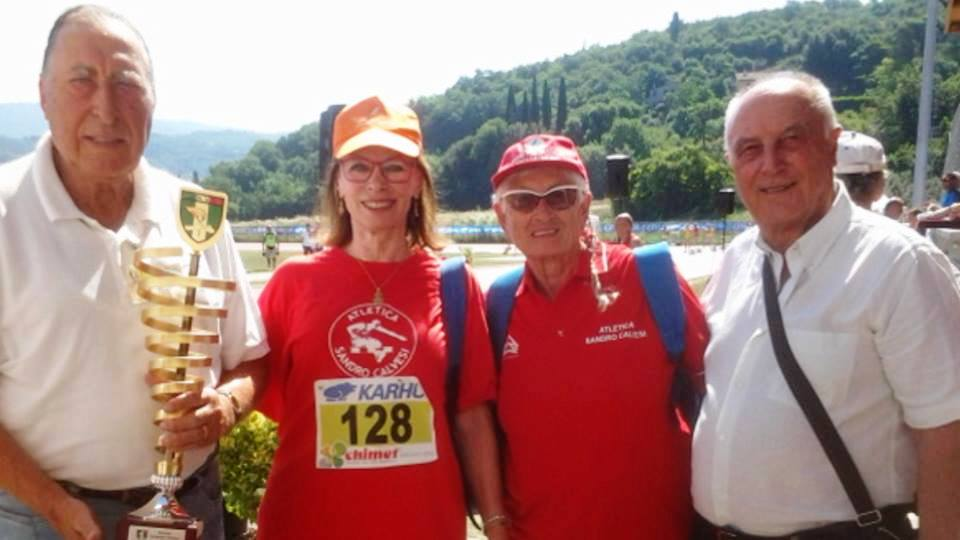 ATLETICA
SANDRO CALVESI
KARHU
128
chimet
ATLETICA
SANDRO CALVESI